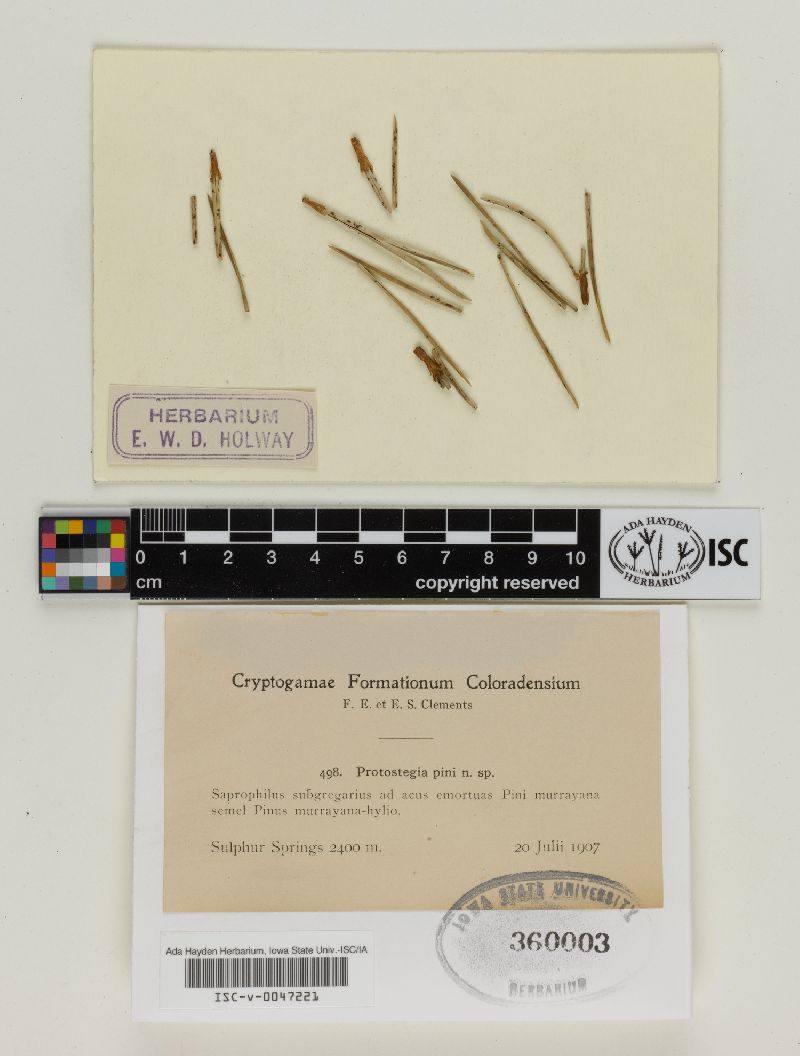 HERBARIUM
E. W. D. HOLWAY
0 1 2 3 4 5 6 7 8 9 10
cm
copyright reserved
ADA HAYDEN
HERBARIUM
ISC
Cryptogamae Formationum Coloradensium
F. E. et E. S. Clements
498. Protostegia pini n. sp.
Saprophilus subgregarius ad acus emortuas Pini murrayana
semel Pinus murrayana-hylio.
Sulphur Springs 2400 m. 20 Julii 1907
IOWA STATE UNIVERSITY
360003
HERBARIUM
Ada Hayden Herbarium, Iowa State Univ.-ISC/IA
ISC-v-0047221